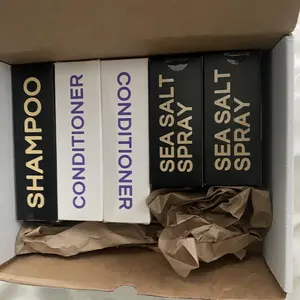 SHAMPOO
CONDITIONER
CONDITIONER
SEA SALT
SPRAY
SEA SALT
SPRAY